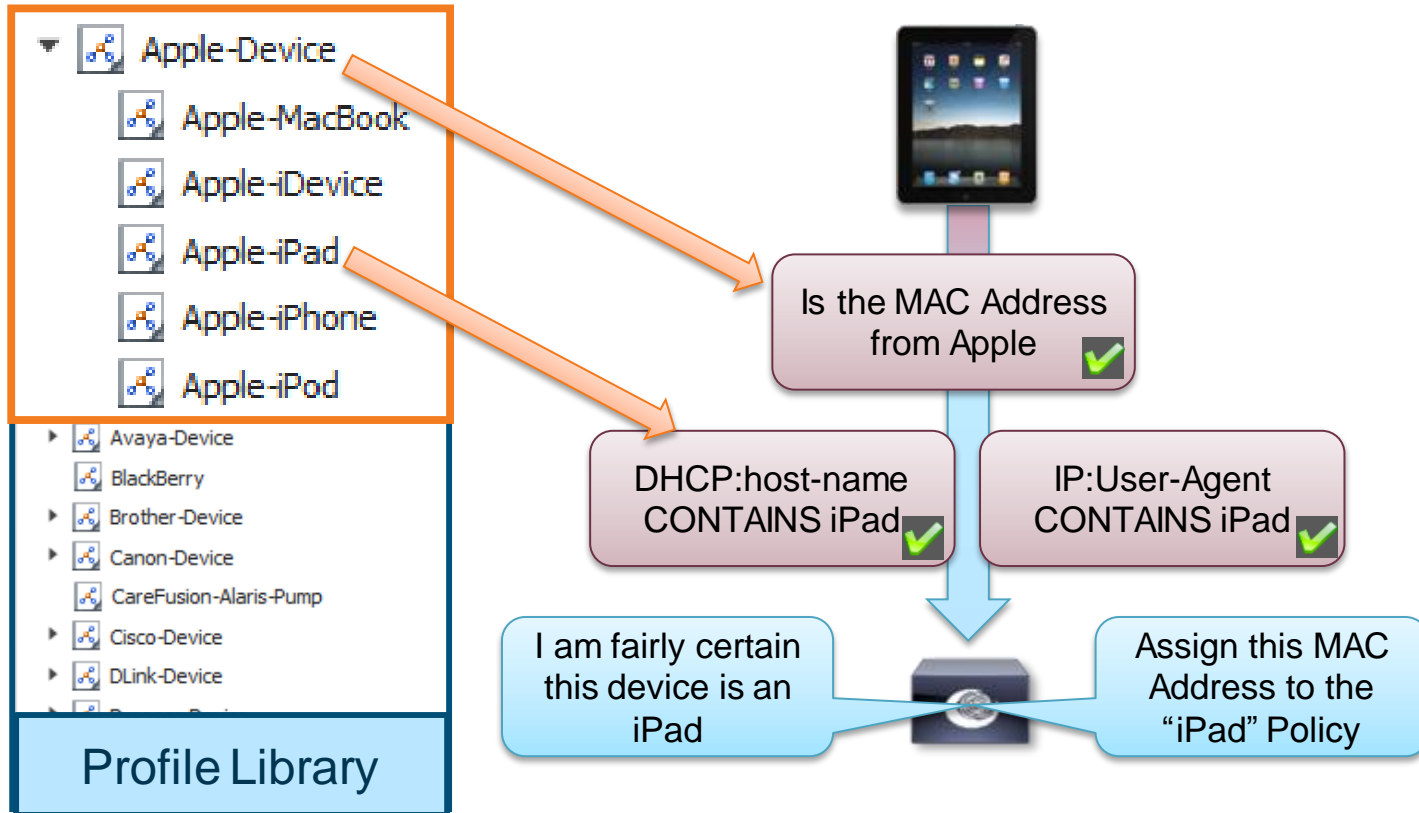 Apple-Device
Apple-MacBook
Apple-iDevice
Apple-iPad
Apple-iPhone
Apple-iPod
Avaya-Device
BlackBerry
Brother-Device
Canon-Device
CareFusion-Alaris-Pump
Cisco-Device
DLink-Device
Profile Library
Is the MAC Address
from Apple
DHCP:host-name
CONTAINS iPad
IP:User-Agent
CONTAINS iPad
I am fairly certain
this device is an
iPad
Assign this MAC
Address to the
“iPad” Policy